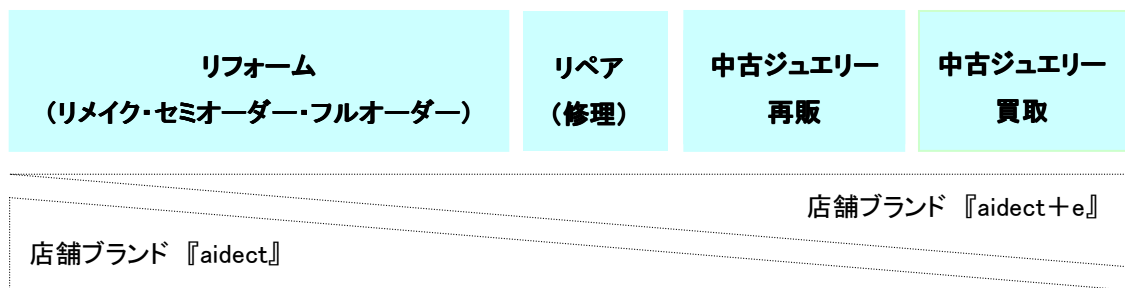 リフォーム
（リメイク・セミオーダー・フルオーダー）
リペア
（修理）
中古ジュエリー
再販
中古ジュエリー
買取
店舗ブランド 『aidect＋e』
店舗ブランド 『aidect』